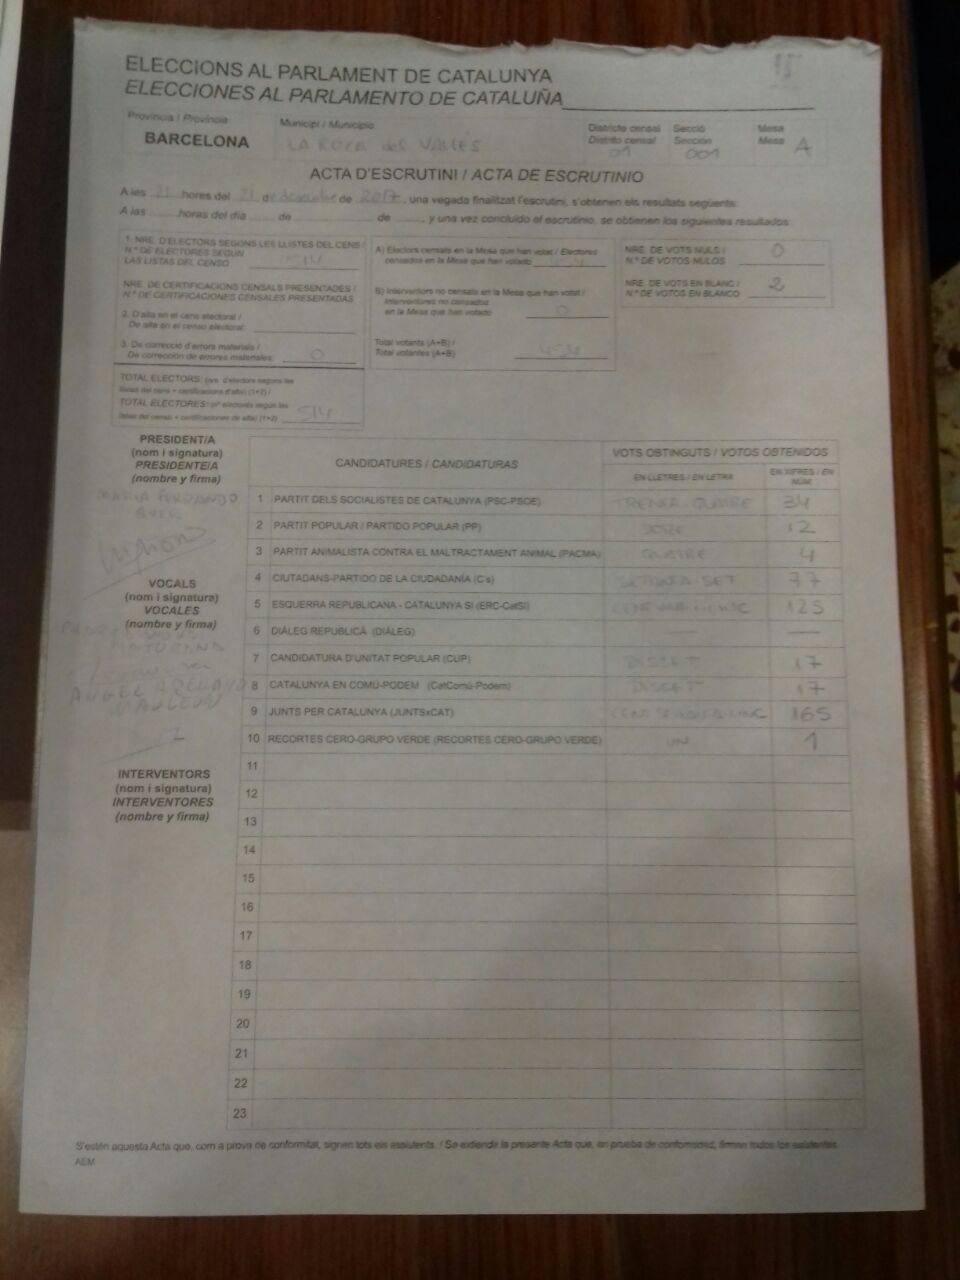 ELECCIONS AL PARLAMENT DE CATALUNYA
ELECCIONES AL PARLAMENTO DE CATALUÑA
Província / Provincia
BARCELONA
Municipi / Municipio
LA ROCA del VALLÈS
Districte censal
Distrito censal
01
Secció
Sección
001
Mesa
Mesa A
ACTA D'ESCRUTINI / ACTA DE ESCRUTINIO
A les 21 hores del 21 de desembre de 2017, una vegada finalitzat l'escrutini, s'obtenen els resultats següents:
A las horas del día de de , y una vez concluido el escrutinio, se obtienen los siguientes resultados:
1. NRE. D'ELECTORS SEGONS LES LLISTES DEL CENS /
N.º DE ELECTORES SEGÚN
LAS LISTAS DEL CENSO 514
NRE. DE CERTIFICACIONS CENSALS PRESENTADES /
N.º DE CERTIFICACIONES CENSALES PRESENTADAS
2. D'alta en el cens electoral /
De alta en el censo electoral:
3. De correcció d'errors materials /
De corrección de errores materiales: 0
TOTAL ELECTORS: (nre. d'electors segons les
llistes del cens + certificacions d'alta) (1+2) /
TOTAL ELECTORES: (nº electores según las
listas del censo + certificaciones de alta) (1+2) 514
A) Electors censats en la Mesa que han votat / Electores
censados en la Mesa que han votado 454
B) Interventors no censats en la Mesa que han votat /
Interventores no censados
en la Mesa que han votado 0
Total votants (A+B) /
Total votantes (A+B) 454
NRE. DE VOTS NULS /
N.º DE VOTOS NULOS 0
NRE. DE VOTS EN BLANC /
N.º DE VOTOS EN BLANCO 2
PRESIDENT/A
(nom i signatura)
PRESIDENTE/A
(nombre y firma)
MARIA
VOCALS
(nom i signatura)
VOCALES
(nombre y firma)
ANGEL
INTERVENTORS
(nom i signatura)
INTERVENTORES
(nombre y firma)
CANDIDATURES / CANDIDATURAS
VOTS OBTINGUTS / VOTOS OBTENIDOS
EN LLETRES / EN LETRA
EN XIFRES / EN NÚM.
1 PARTIT DELS SOCIALISTES DE CATALUNYA (PSC-PSOE) TRENTA-QUATRE 34
2 PARTIT POPULAR / PARTIDO POPULAR (PP) DOTZE 12
3 PARTIT ANIMALISTA CONTRA EL MALTRACTAMENT ANIMAL (PACMA) QUATRE 4
4 CIUTADANS-PARTIDO DE LA CIUDADANÍA (C's) SETANTA-SET 77
5 ESQUERRA REPUBLICANA - CATALUNYA SÍ (ERC-CatSí) 125
6 DIÀLEG REPUBLICÀ (DIÀLEG) — —
7 CANDIDATURA D'UNITAT POPULAR (CUP) DISSET 17
8 CATALUNYA EN COMÚ-PODEM (CatComú-Podem) DISSET 17
9 JUNTS PER CATALUNYA (JUNTSxCAT) 165
10 RECORTES CERO-GRUPO VERDE (RECORTES CERO-GRUPO VERDE) UN 1
11
12
13
14
15
16
17
18
19
20
21
22
23
S'estén aquesta Acta que, com a prova de conformitat, signen tots els assistents. / Se extiende la presente Acta que, en prueba de conformidad, firman todos los asistentes.
AEM